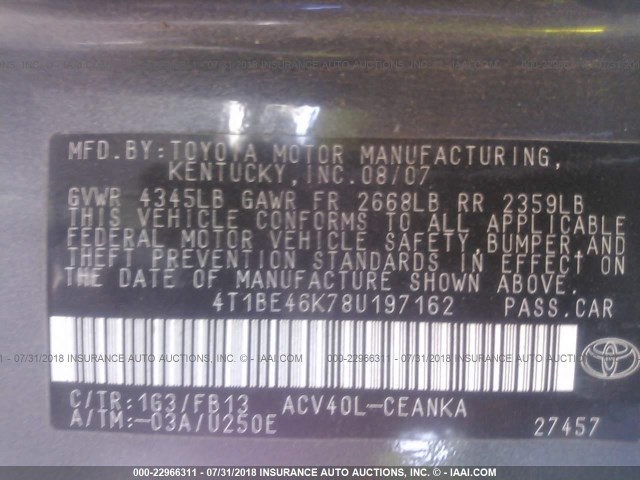 MFD.BY:TOYOTA MOTOR MANUFACTURING,
KENTUCKY,INC.08/07
GVWR 4345LB GAWR FR 2668LB RR 2359LB
THIS VEHICLE CONFORMS TO ALL APPLICABLE
FEDERAL MOTOR VEHICLE SAFETY,BUMPER,AND
THEFT PREVENTION STANDARDS IN EFFECT ON
THE DATE OF MANUFACTURE SHOWN ABOVE.
4T1BE46K78U197162 PASS.CAR
C/TR:1G3/FB13 ACV40L-CEANKA
A/TM:-03A/U250E 27457
000-22966311 - 07/31/2018 INSURANCE AUTO AUCTIONS, INC. - © IAAI.COM